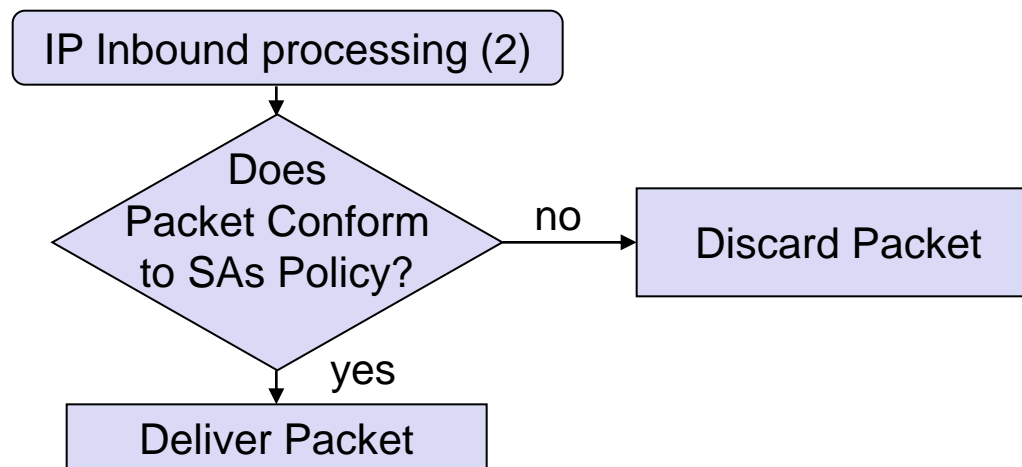 IP Inbound processing (2)
Does
Packet Conform
to SAs Policy?
no
Discard Packet
yes
Deliver Packet